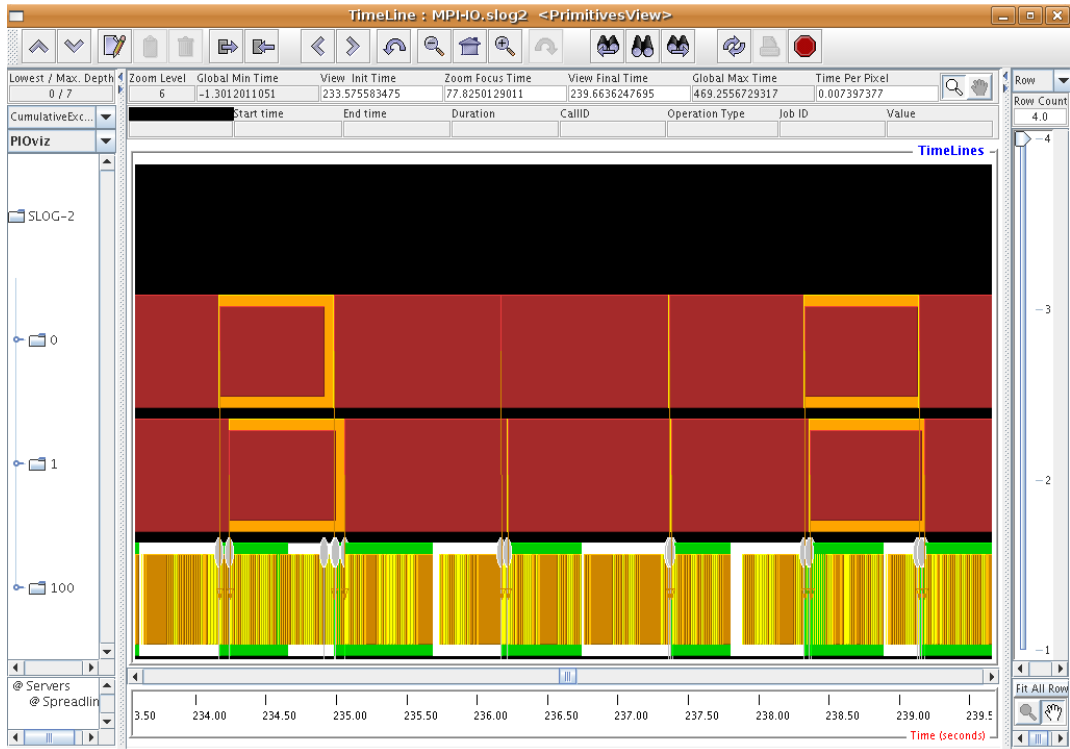 TimeLine : MPI-IO.slog2 <PrimitivesView>
Lowest / Max. Depth
0 / 7
Zoom Level Global Min Time View Init Time Zoom Focus Time View Final Time Global Max Time Time Per Pixel
6 -1.3012011051 233.575583475 77.8250129011 239.6636247695 469.2556729317 0.007397377
Row
Row Count
4.0
CumulativeExc...
Start time End time Duration CallID Operation Type Job ID Value
PIOviz
TimeLines
4
SLOG-2
3
0
1
2
100
1
@ Servers
@ Spreadlin
3.50 234.00 234.50 235.00 235.50 236.00 236.50 237.00 237.50 238.00 238.50 239.00 239.5
Time (seconds)
Fit All Row